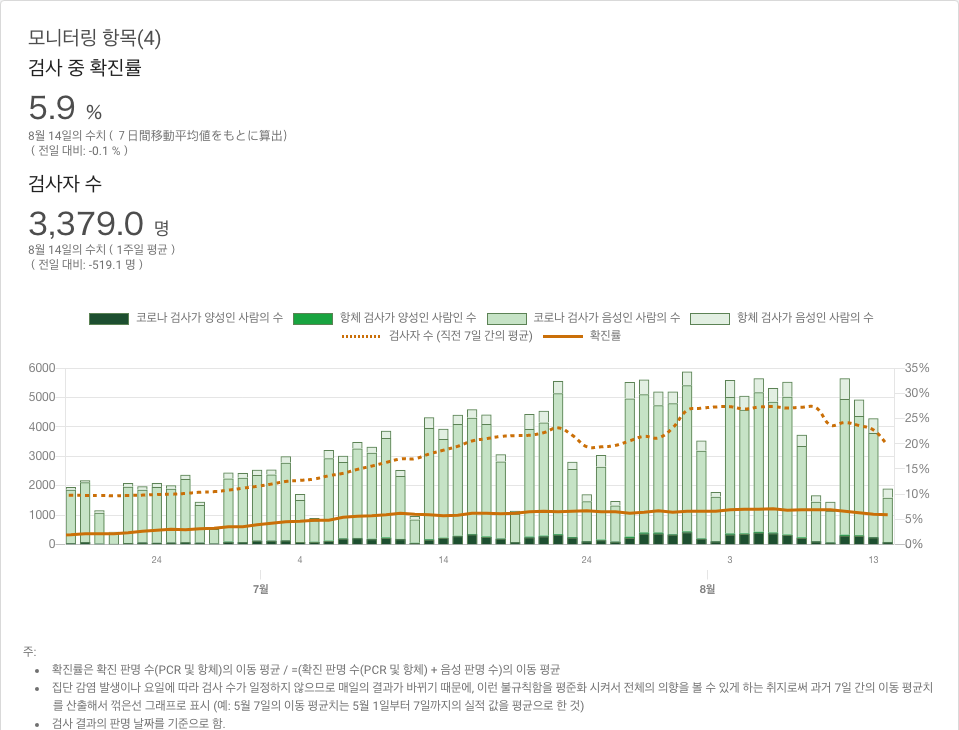 모니터링 항목(4)
검사 중 확진률
5.9 %
8월 14일의 수치 ( 7日間移動平均値をもとに算出)
( 전일 대비: -0.1 % )
검사자 수
3,379.0 명
8월 14일의 수치 ( 1주일 평균 )
( 전일 대비: -519.1 명 )
코로나 검사가 양성인 사람의 수 항체 검사가 양성인 사람인 수 코로나 검사가 음성인 사람의 수 항체 검사가 음성인 사람의 수
검사자 수 (직전 7일 간의 평균) 확진률
6000 35%
5000 30%
4000 25%
3000 20%
2000 15%
1000 10%
0 5%
0%
24 4 14 24 3 13
7월 8월
주:
• 확진률은 확진 판명 수(PCR 및 항체)의 이동 평균 / =(확진 판명 수(PCR 및 항체) + 음성 판명 수)의 이동 평균
• 집단 감염 발생이나 요일에 따라 검사 수가 일정하지 않으므로 매일의 결과가 바뀌기 때문에, 이런 불규칙함을 평준화 시켜서 전체의 의향을 볼 수 있게 하는 취지로써 과거 7일 간의 이동 평균치
를 산출해서 꺾은선 그래프로 표시 (예: 5월 7일의 이동 평균치는 5월 1일부터 7일까지의 실적 값을 평균으로 한 것)
• 검사 결과의 판명 날짜를 기준으로 함.